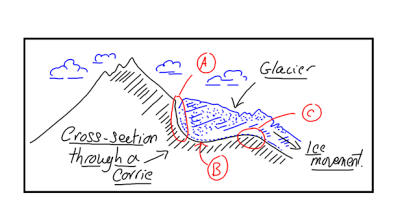 A
Glacier
C
Cross-section
through a
Corrie
B
Ice
movement.